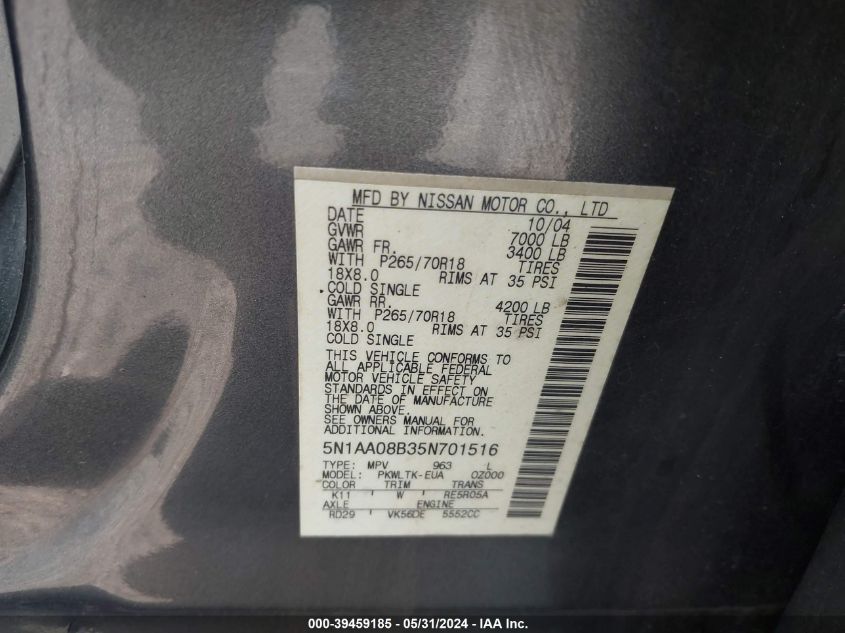 MFD BY NISSAN MOTOR CO., LTD
DATE 10/04
GVWR 7000 LB
GAWR FR. 3400 LB
WITH P265/70R18 TIRES
18X8.0 RIMS AT 35 PSI
COLD SINGLE
GAWR RR. 4200 LB
WITH P265/70R18 TIRES
18X8.0 RIMS AT 35 PSI
COLD SINGLE
THIS VEHICLE CONFORMS TO
ALL APPLICABLE FEDERAL
MOTOR VEHICLE SAFETY
STANDARDS IN EFFECT ON
THE DATE OF MANUFACTURE
SHOWN ABOVE.
SEE OWNERS MANUAL FOR
ADDITIONAL INFORMATION.
5N1AA08B35N701516
TYPE: MPV 963 L
MODEL: PKWLTK-EUA OZ000
COLOR TRIM TRANS
K11 W RE5R05A
AXLE ENGINE
RD29 VK56DE 5552CC
000-39459185 - 05/31/2024 - IAA Inc.